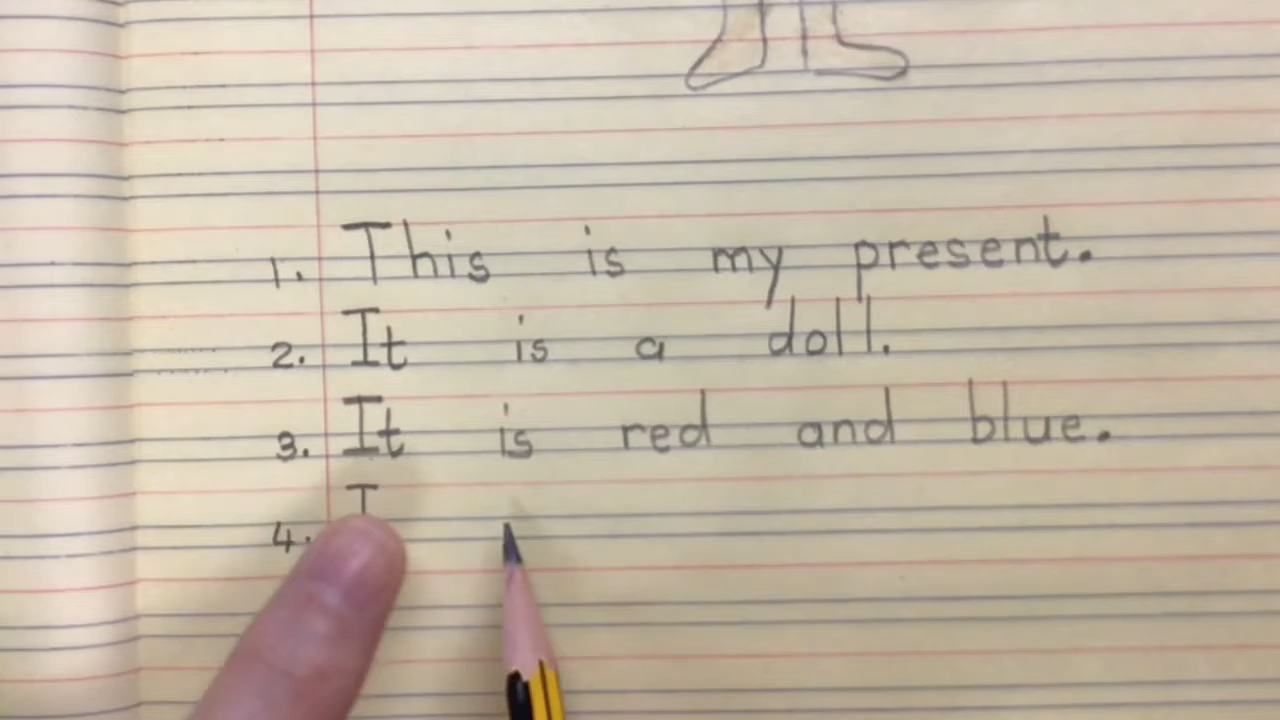 1. This is my present.
2. It is a doll.
3. It is red and blue.
4. I